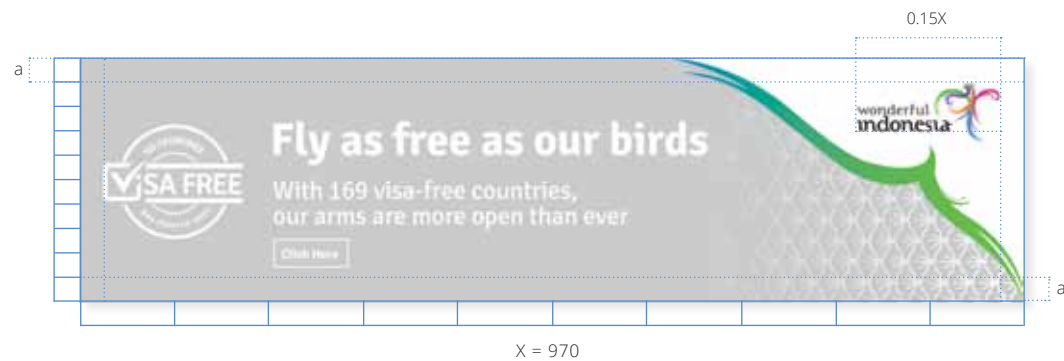 0.15X
a
wonderful
indonesia
Fly as free as our birds
VISA FREE
With 169 visa-free countries,
our arms are more open than ever
Click Here
a
X = 970